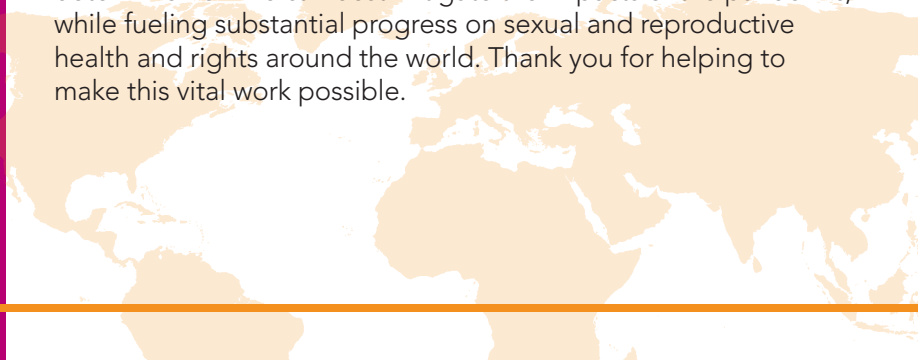 while fueling substantial progress on sexual and reproductive
health and rights around the world. Thank you for helping to
make this vital work possible.